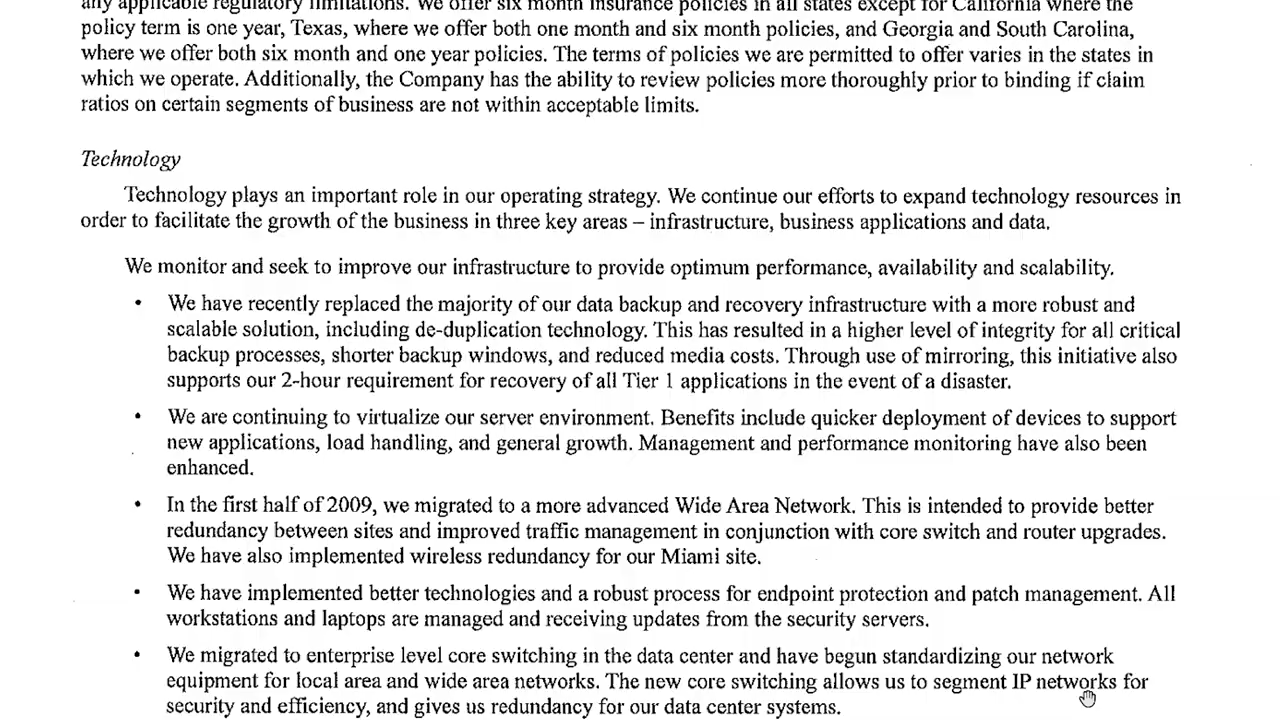 any applicable regulatory limitations. We offer six month insurance policies in all states except for California where the
policy term is one year, Texas, where we offer both one month and six month policies, and Georgia and South Carolina,
where we offer both six month and one year policies. The terms of policies we are permitted to offer varies in the states in
which we operate. Additionally, the Company has the ability to review policies more thoroughly prior to binding if claim
ratios on certain segments of business are not within acceptable limits.
Technology
Technology plays an important role in our operating strategy. We continue our efforts to expand technology resources in
order to facilitate the growth of the business in three key areas – infrastructure, business applications and data.
We monitor and seek to improve our infrastructure to provide optimum performance, availability and scalability.
• We have recently replaced the majority of our data backup and recovery infrastructure with a more robust and
scalable solution, including de-duplication technology. This has resulted in a higher level of integrity for all critical
backup processes, shorter backup windows, and reduced media costs. Through use of mirroring, this initiative also
supports our 2-hour requirement for recovery of all Tier 1 applications in the event of a disaster.
• We are continuing to virtualize our server environment. Benefits include quicker deployment of devices to support
new applications, load handling, and general growth. Management and performance monitoring have also been
enhanced.
• In the first half of 2009, we migrated to a more advanced Wide Area Network. This is intended to provide better
redundancy between sites and improved traffic management in conjunction with core switch and router upgrades.
We have also implemented wireless redundancy for our Miami site.
• We have implemented better technologies and a robust process for endpoint protection and patch management. All
workstations and laptops are managed and receiving updates from the security servers.
• We migrated to enterprise level core switching in the data center and have begun standardizing our network
equipment for local area and wide area networks. The new core switching allows us to segment IP networks for
security and efficiency, and gives us redundancy for our data center systems.